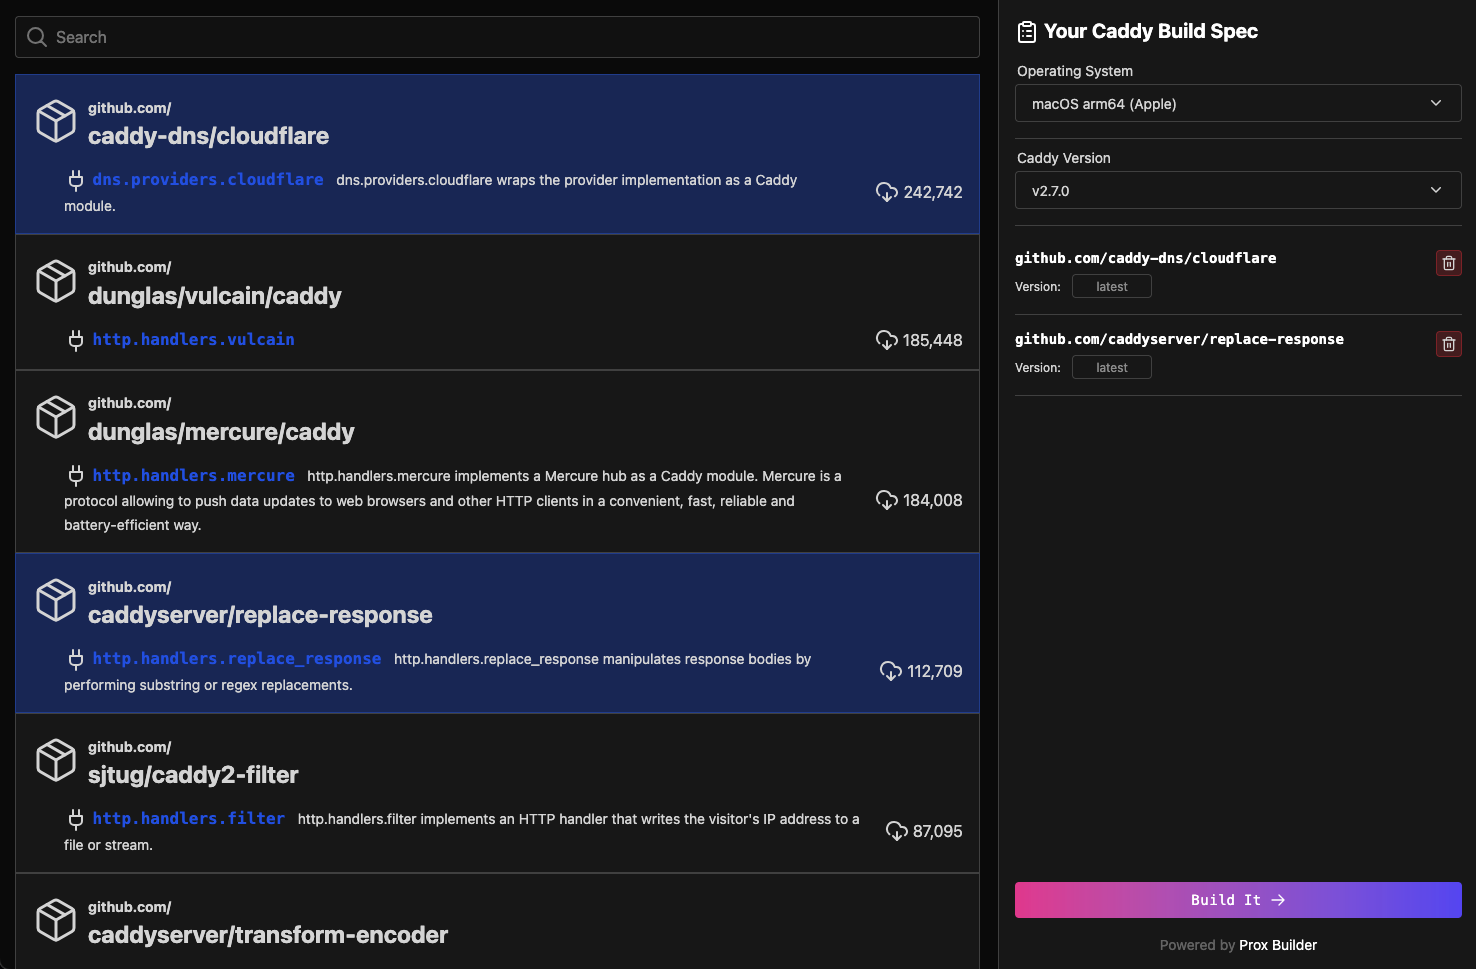 Search
github.com/
caddy-dns/cloudflare
dns.providers.cloudflare dns.providers.cloudflare wraps the provider implementation as a Caddy
module.
242,742
github.com/
dunglas/vulcain/caddy
http.handlers.vulcain
185,448
github.com/
dunglas/mercure/caddy
http.handlers.mercure http.handlers.mercure implements a Mercure hub as a Caddy module. Mercure is a
protocol allowing to push data updates to web browsers and other HTTP clients in a convenient, fast, reliable and
battery-efficient way.
184,008
github.com/
caddyserver/replace-response
http.handlers.replace_response http.handlers.replace_response manipulates response bodies by
performing substring or regex replacements.
112,709
github.com/
sjtug/caddy2-filter
http.handlers.filter http.handlers.filter implements an HTTP handler that writes the visitor's IP address to a
file or stream.
87,095
github.com/
caddyserver/transform-encoder
Your Caddy Build Spec
Operating System
macOS arm64 (Apple)
Caddy Version
v2.7.0
github.com/caddy-dns/cloudflare
Version: latest
github.com/caddyserver/replace-response
Version: latest
Build It →
Powered by Prox Builder